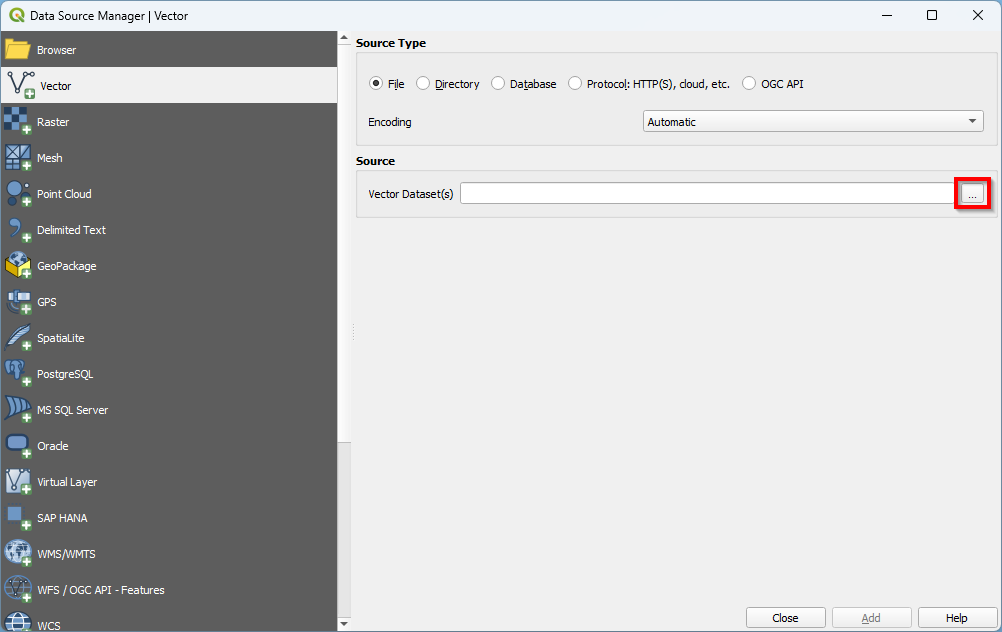 Data Source Manager | Vector
Browser
Vector
Raster
Mesh
Point Cloud
Delimited Text
GeoPackage
GPS
SpatiaLite
PostgreSQL
MS SQL Server
Oracle
Virtual Layer
SAP HANA
WMS/WMTS
WFS / OGC API - Features
WCS
Source Type
File Directory Database Protocol: HTTP(S), cloud, etc. OGC API
Encoding Automatic
Source
Vector Dataset(s) ...
Close Add Help